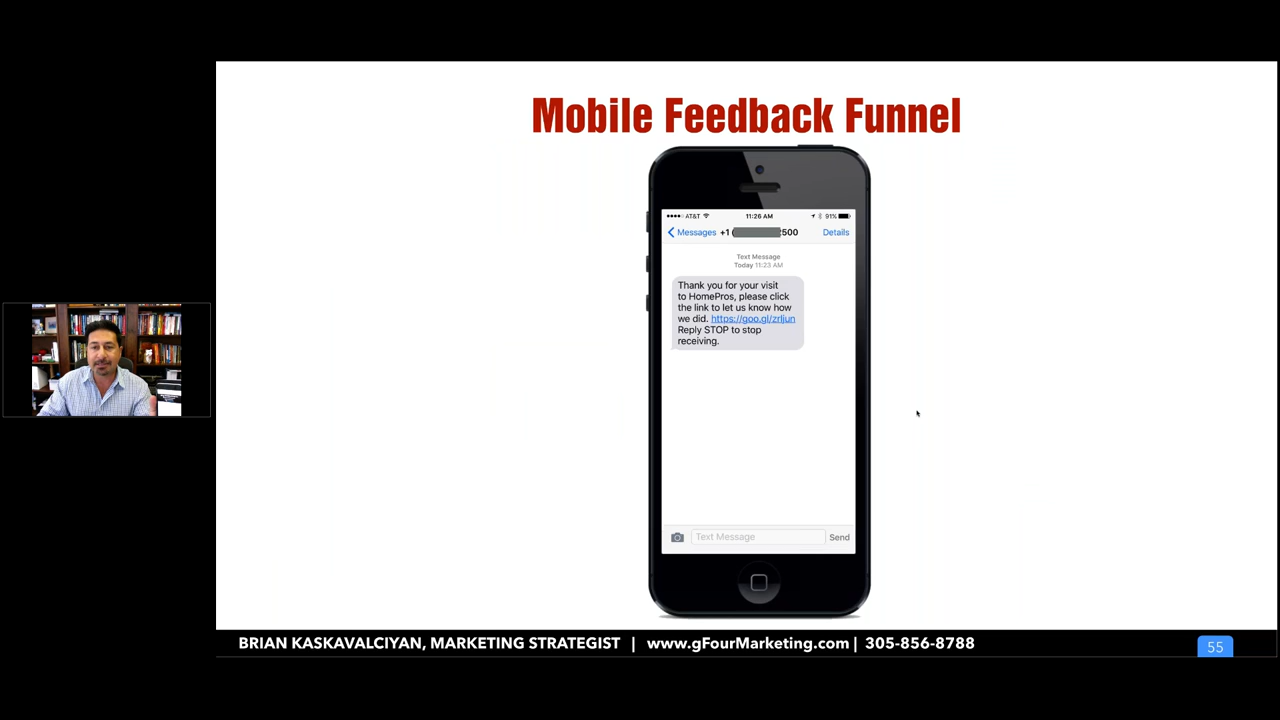 Mobile Feedback Funnel
AT&T 11:26 AM 91%
Messages +1 500 Details
Text Message
Today 11:23 AM
Thank you for your visit
to HomePros, please click
the link to let us know how
we did. https://goo.gl/zrljun
Reply STOP to stop
receiving.
Text Message Send
BRIAN KASKAVALCIYAN, MARKETING STRATEGIST | www.gFourMarketing.com | 305-856-8788
55